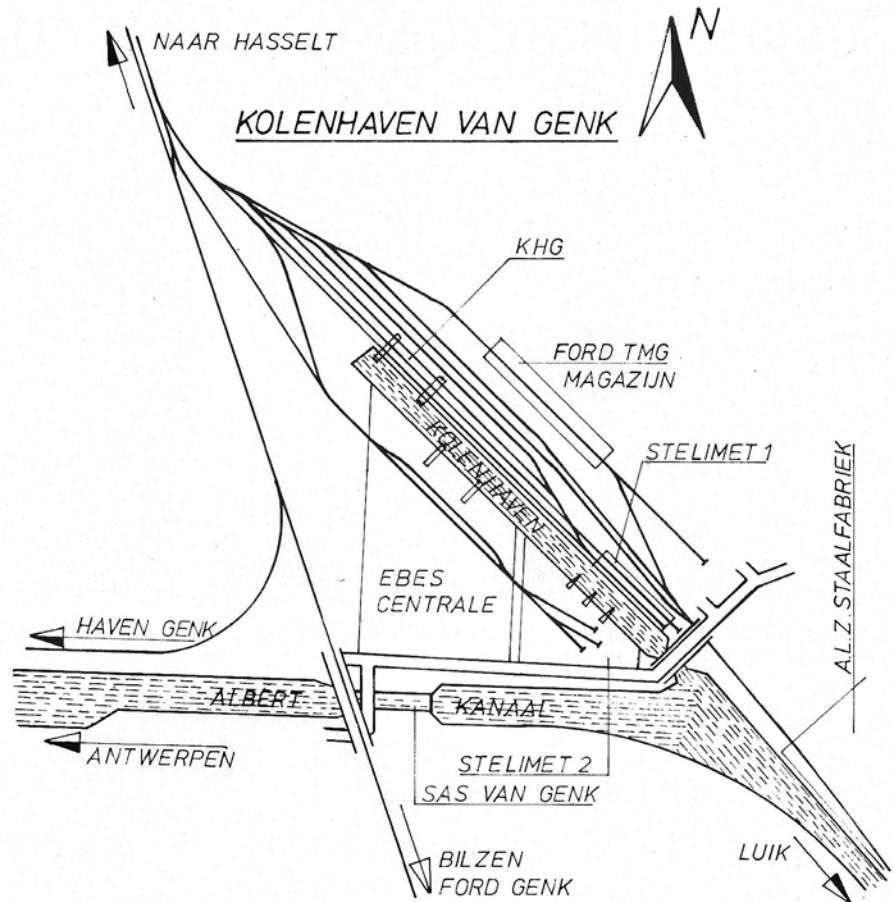 NAAR HASSELT
N
KOLENHAVEN VAN GENK
KHG
FORD TMG
MAGAZIJN
KOLENHAVEN
STELIMET 1
A.L.Z. STAALFABRIEK
EBES
CENTRALE
HAVEN GENK
ALBERT KANAAL
ANTWERPEN
STELIMET 2
SAS VAN GENK
BILZEN
FORD GENK
LUIK